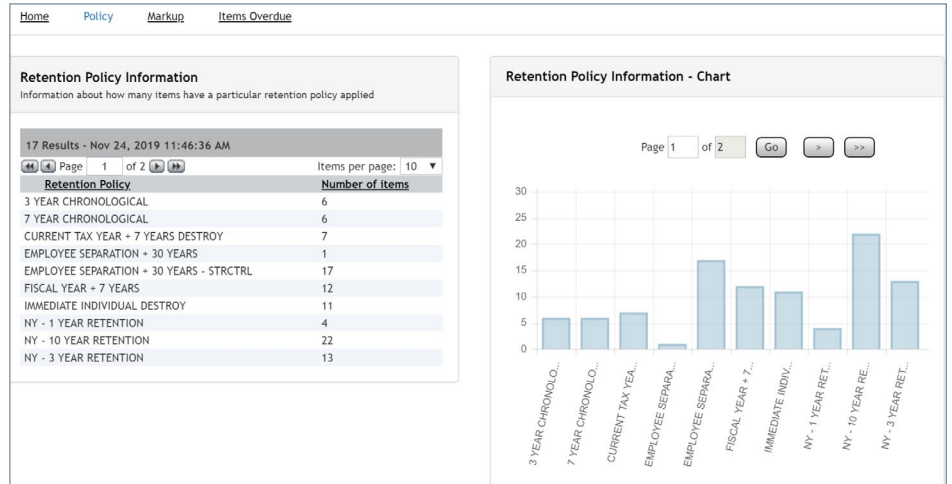 Home Policy Markup Items Overdue
Retention Policy Information
Information about how many items have a particular retention policy applied
17 Results - Nov 24, 2019 11:46:36 AM
Page 1 of 2 Items per page: 10
Retention Policy Number of items
3 YEAR CHRONOLOGICAL 6
7 YEAR CHRONOLOGICAL 6
CURRENT TAX YEAR + 7 YEARS DESTROY 7
EMPLOYEE SEPARATION + 30 YEARS 1
EMPLOYEE SEPARATION + 30 YEARS - STRCTRL 17
FISCAL YEAR + 7 YEARS 12
IMMEDIATE INDIVIDUAL DESTROY 11
NY - 1 YEAR RETENTION 4
NY - 10 YEAR RETENTION 22
NY - 3 YEAR RETENTION 13
Retention Policy Information - Chart
Page 1 of 2 Go > >>
30
25
20
15
10
5
0
3 YEAR CHRONOLO...
7 YEAR CHRONOLO...
CURRENT TAX YEA...
EMPLOYEE SEPARA...
EMPLOYEE SEPARA...
FISCAL YEAR + 7...
IMMEDIATE INDIV...
NY - 1 YEAR RET...
NY - 10 YEAR RE...
NY - 3 YEAR RET...